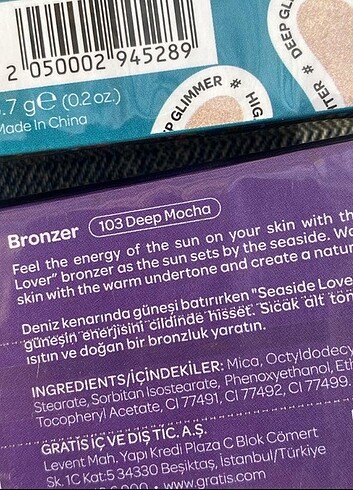 2 050002 945289
.7 g℮ (0.2 oz.)
Made In China
GLIMMER #
HIG
# DEEP GL
Bronzer 103 Deep Mocha
Feel the energy of the sun on your skin with th
Lover" bronzer as the sun sets by the seaside. Wa
skin with the warm undertone and create a natur
Deniz kenarında güneşi batırırken "Seaside Love
güneşin enerjisini cildinde hisset. Sıcak alt ton
ısıtın ve doğan bir bronzluk yaratın.
INGREDIENTS/İÇİNDEKİLER: Mica, Octyldodecy
Stearate, Sorbitan Isostearate, Phenoxyethanol, Eth
Tocopheryl Acetate, CI 77491, CI 77492, CI 77499.
GRATIS İÇ VE DIŞ TİC. A.Ş.
Levent Mah. Yapı Kredi Plaza C Blok Cömert
Sk. 1C Kat:5 34330 Beşiktaş, İstanbul/Türkiye
www.gratis.com